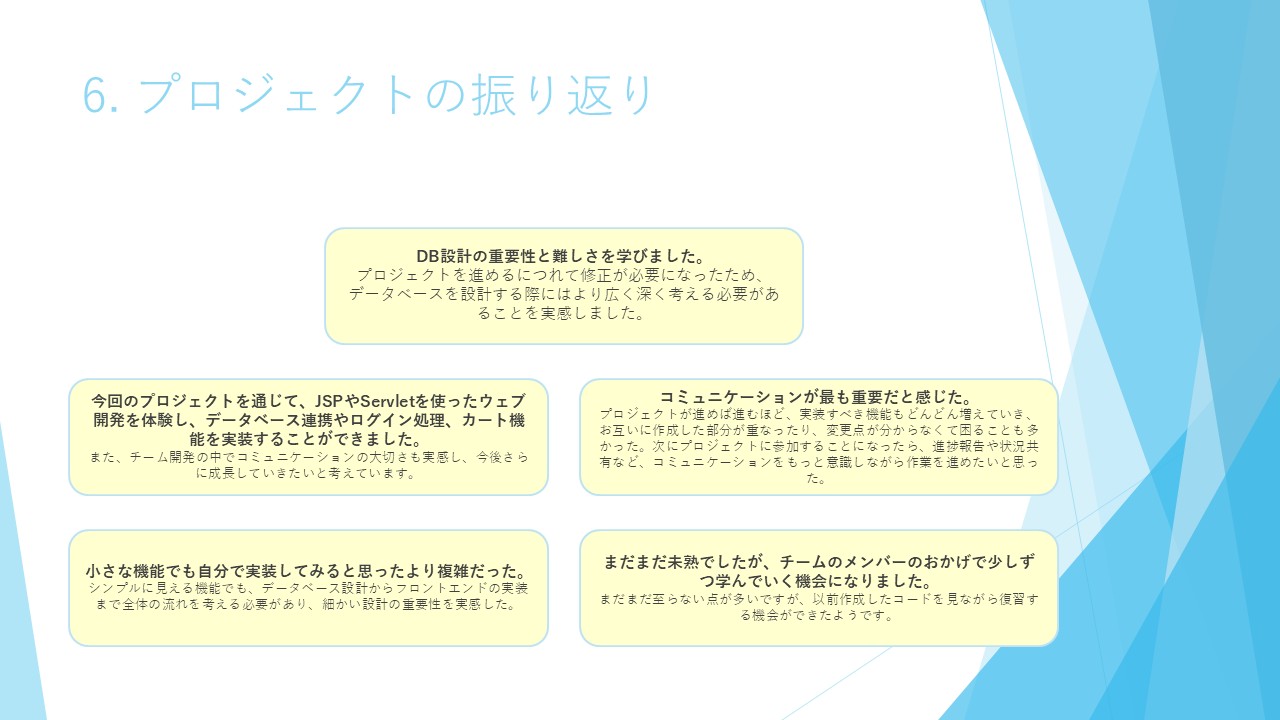 6. プロジェクトの振り返り
DB設計の重要性と難しさを学びました。
プロジェクトを進めるにつれて修正が必要になったため、
データベースを設計する際にはより広く深く考える必要があ
ることを実感しました。
今回のプロジェクトを通じて、JSPやServletを使ったウェブ
開発を体験し、データベース連携やログイン処理、カート機
能を実装することができました。
また、チーム開発の中でコミュニケーションの大切さも実感し、今後さら
に成長していきたいと考えています。
コミュニケーションが最も重要だと感じた。
プロジェクトが進めば進むほど、実装すべき機能もどんどん増えていき、
お互いに作成した部分が重なったり、変更点が分からなくて困ることも多
かった。次にプロジェクトに参加することになったら、進捗報告や状況共
有など、コミュニケーションをもっと意識しながら作業を進めたいと思っ
た。
小さな機能でも自分で実装してみると思ったより複雑だった。
シンプルに見える機能でも、データベース設計からフロントエンドの実装
まで全体の流れを考える必要があり、細かい設計の重要性を実感した。
まだまだ未熟でしたが、チームのメンバーのおかげで少しず
つ学んでいく機会になりました。
まだまだ至らない点が多いですが、以前作成したコードを見ながら復習す
る機会ができたようです。